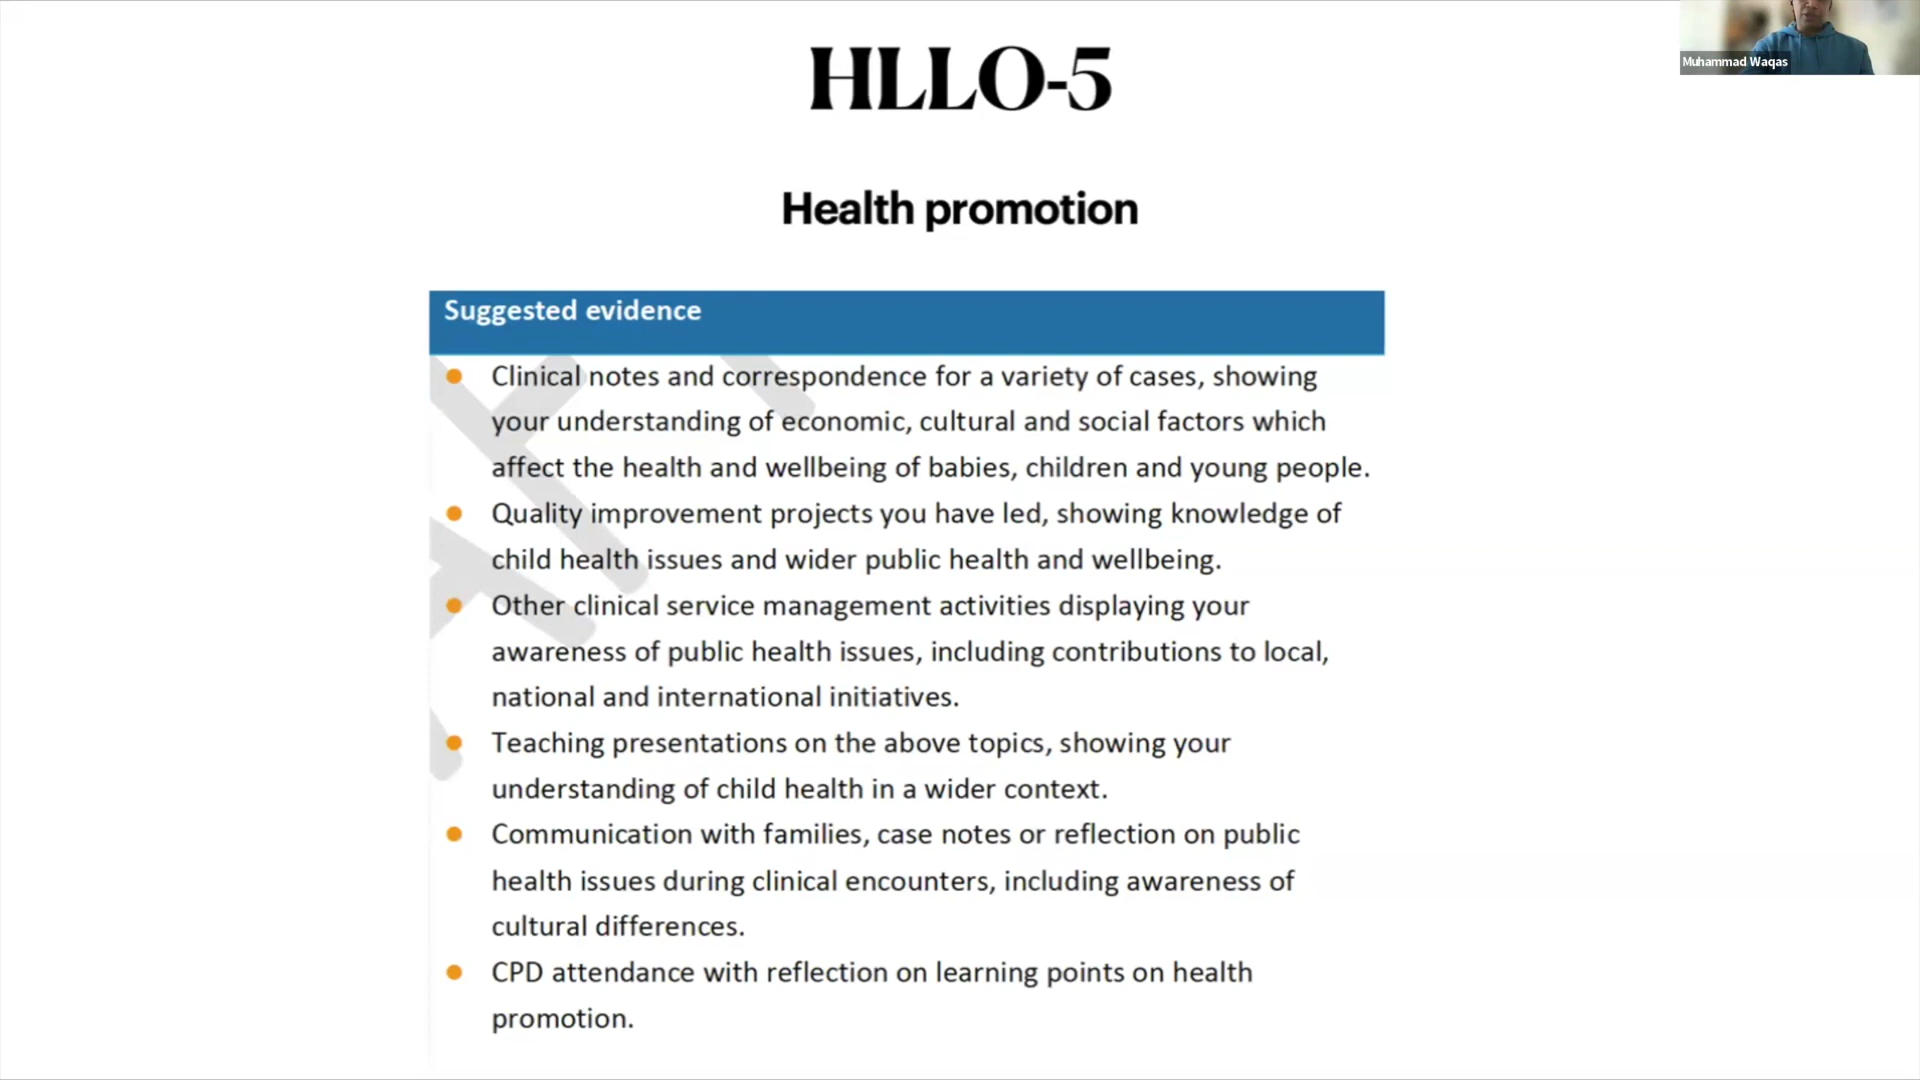 HLLO-5
Muhammad Waqas
Health promotion
Suggested evidence
Clinical notes and correspondence for a variety of cases, showing
your understanding of economic, cultural and social factors which
affect the health and wellbeing of babies, children and young people.
Quality improvement projects you have led, showing knowledge of
child health issues and wider public health and wellbeing.
Other clinical service management activities displaying your
awareness of public health issues, including contributions to local,
national and international initiatives.
Teaching presentations on the above topics, showing your
understanding of child health in a wider context.
Communication with families, case notes or reflection on public
health issues during clinical encounters, including awareness of
cultural differences.
CPD attendance with reflection on learning points on health
promotion.